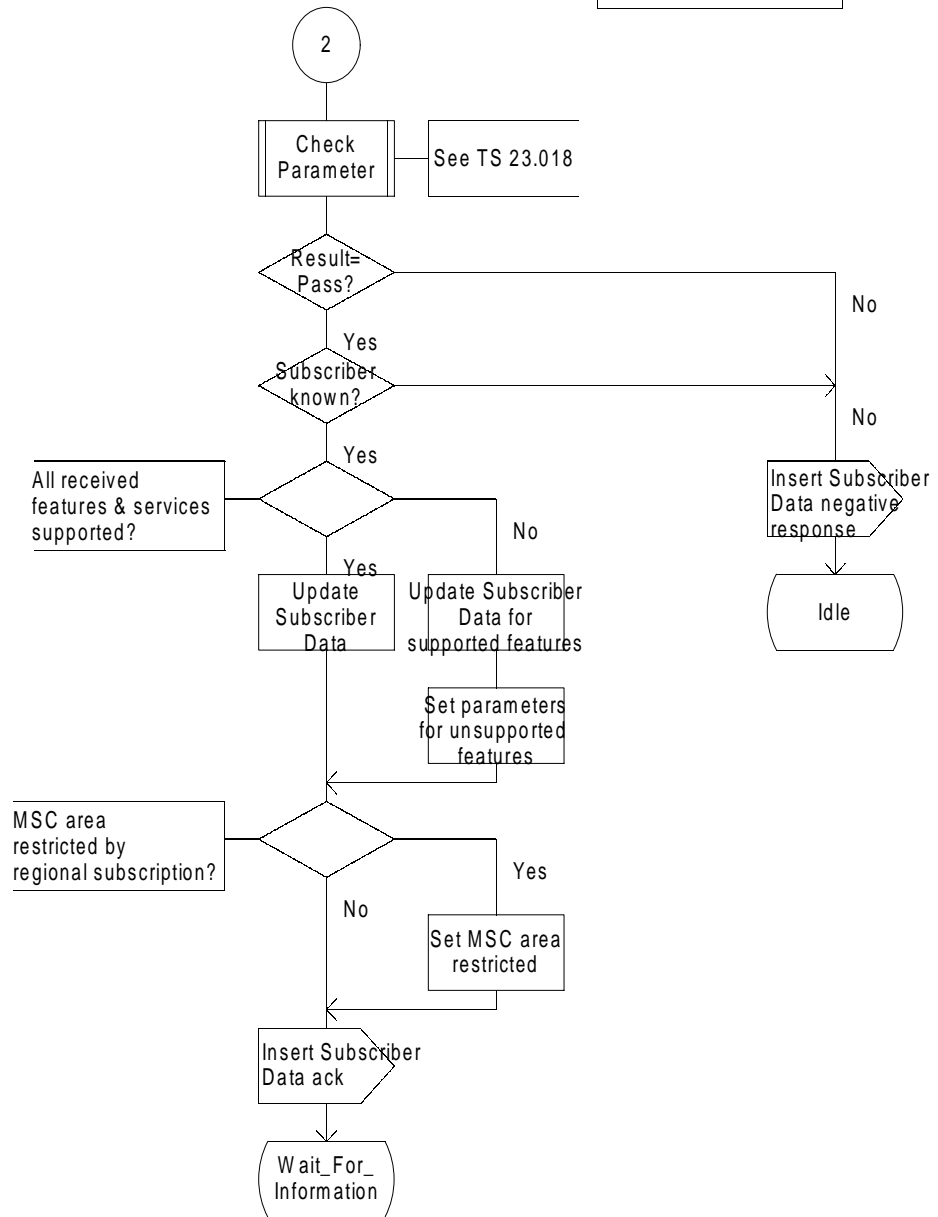 2
Check
Parameter
See TS 23.018
Result=
Pass?
No
Yes
Subscriber
known?
No
Yes
All received
features & services
supported?
No
Insert Subscriber
Data negative
response
Yes
Update
Subscriber
Data
Update Subscriber
Data for
supported features
Idle
Set parameters
for unsupported
features
MSC area
restricted by
regional subscription?
Yes
No
Set MSC area
restricted
Insert Subscriber
Data ack
Wait_For_
Information